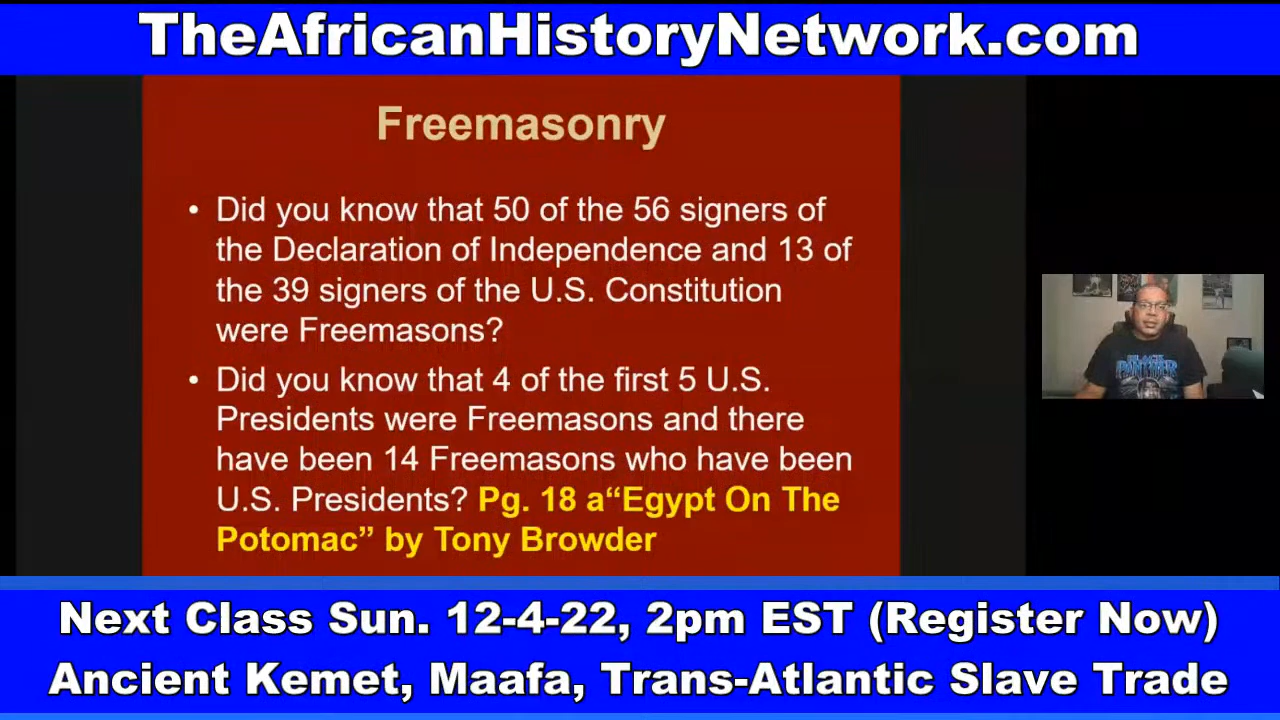 TheAfricanHistoryNetwork.com
Freemasonry
• Did you know that 50 of the 56 signers of
the Declaration of Independence and 13 of
the 39 signers of the U.S. Constitution
were Freemasons?
• Did you know that 4 of the first 5 U.S.
Presidents were Freemasons and there
have been 14 Freemasons who have been
U.S. Presidents? Pg. 18 a“Egypt On The
Potomac” by Tony Browder
BLACK
PANTHER
Next Class Sun. 12-4-22, 2pm EST (Register Now)
Ancient Kemet, Maafa, Trans-Atlantic Slave Trade